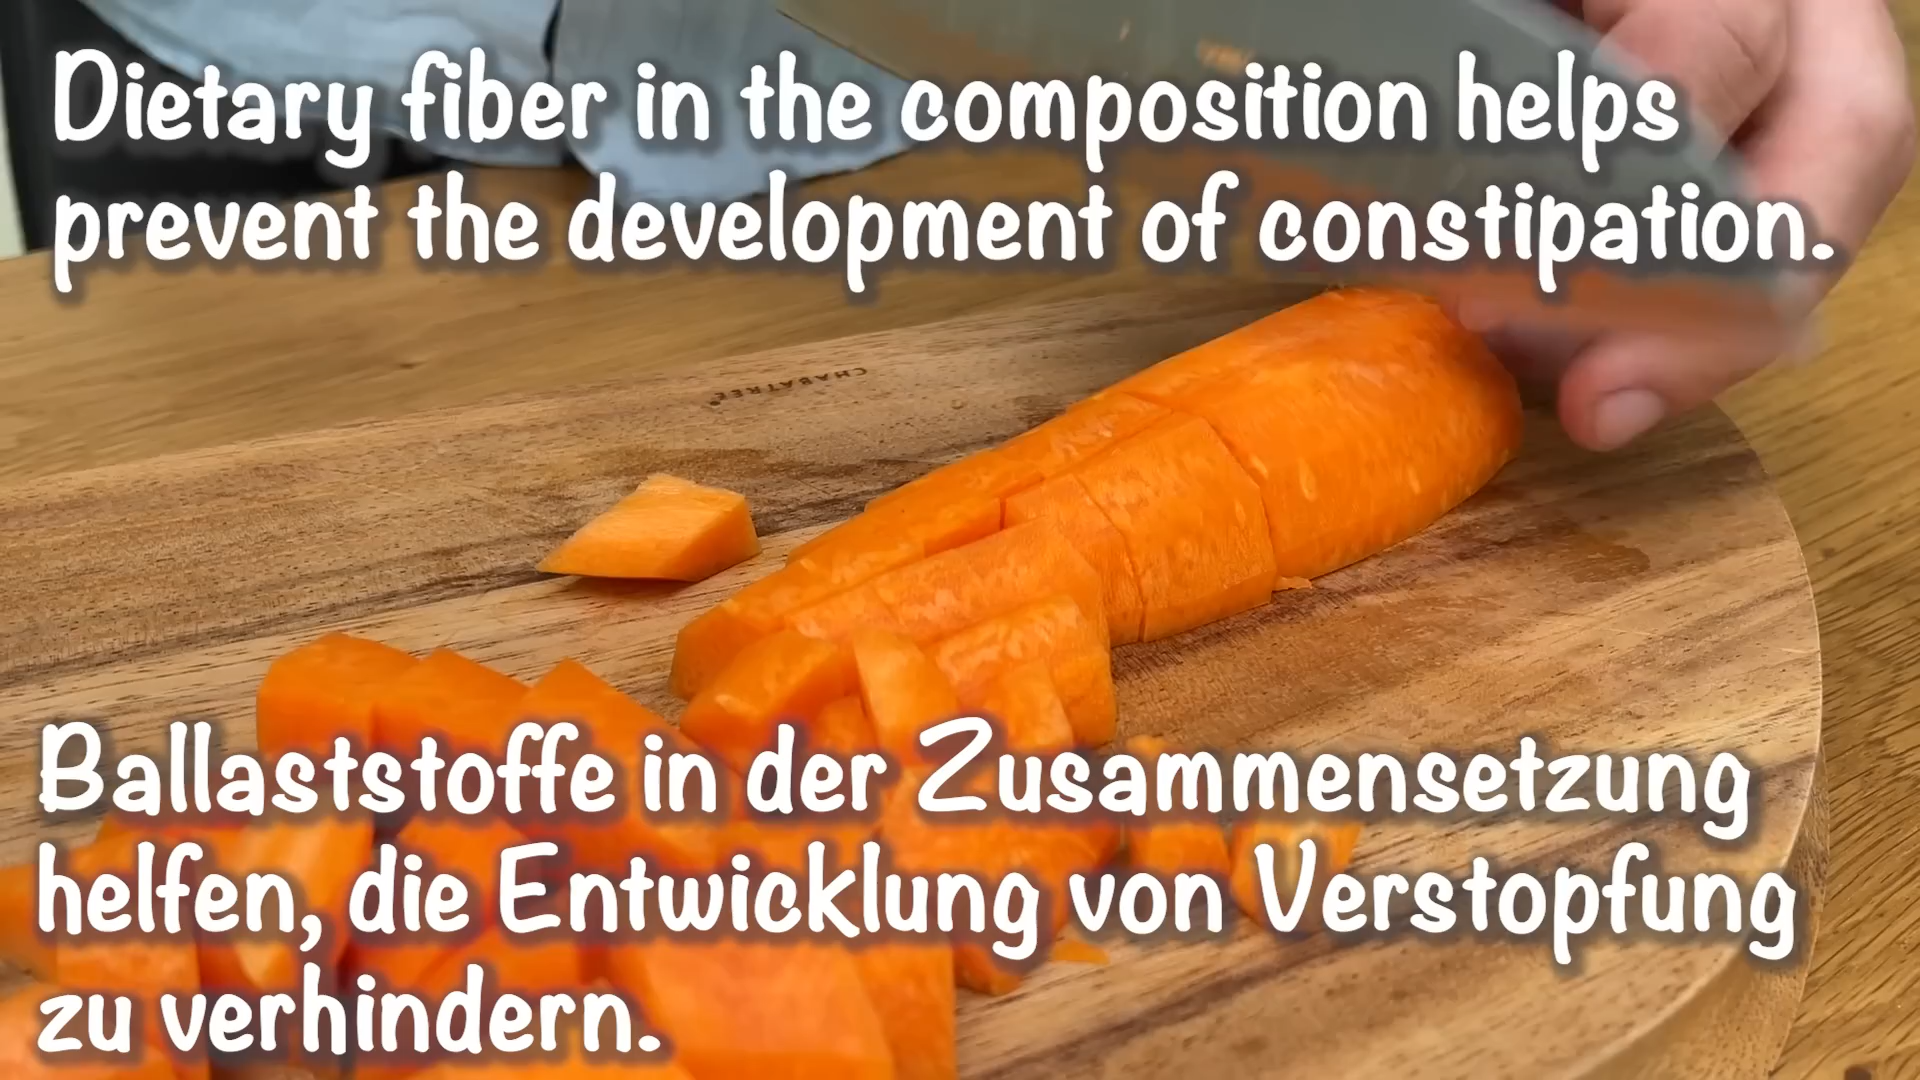 Dietary fiber in the composition helps
prevent the development of constipation.
CHABATREE
Ballaststoffe in der Zusammensetzung
helfen, die Entwicklung von Verstopfung
zu verhindern.